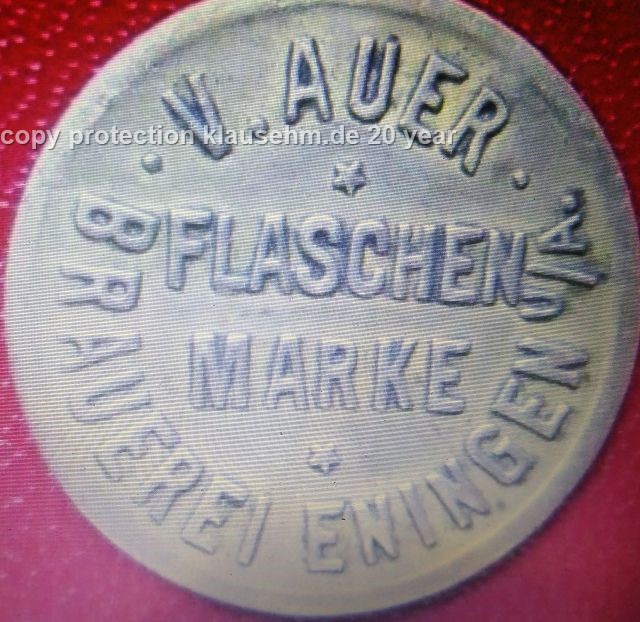 · V. AUER ·
FLASCHEN
MARKE
BRAUEREI ENINGEN U/A.
copy protection klausehm.de 20 year